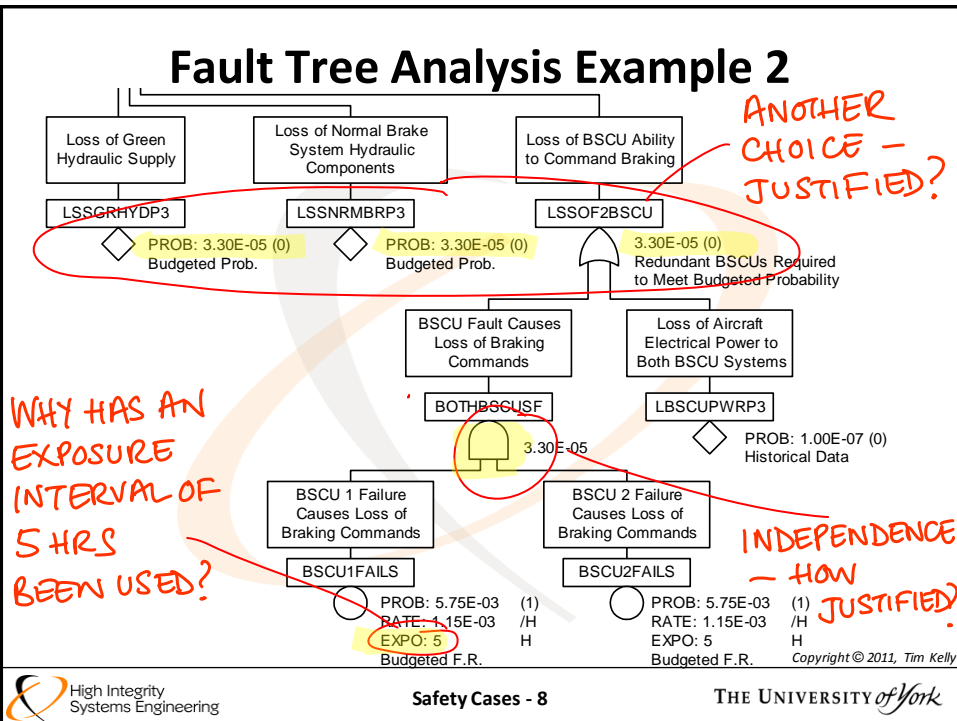 Fault Tree Analysis Example 2
Loss of Green
Hydraulic Supply
Loss of Normal Brake
System Hydraulic
Components
Loss of BSCU Ability
to Command Braking
ANOTHER
CHOICE –
JUSTIFIED?
LSSGRHYDP3
LSSNRMBRP3
LSSOF2BSCU
PROB: 3.30E-05 (0)
Budgeted Prob.
PROB: 3.30E-05 (0)
Budgeted Prob.
3.30E-05 (0)
Redundant BSCUs Required
to Meet Budgeted Probability
BSCU Fault Causes
Loss of Braking
Commands
Loss of Aircraft
Electrical Power to
Both BSCU Systems
BOTHBSCUSF
LBSCUPWRP3
3.30E-05
PROB: 1.00E-07 (0)
Historical Data
WHY HAS AN
EXPOSURE
INTERVAL OF
5 HRS
BEEN USED?
BSCU 1 Failure
Causes Loss of
Braking Commands
BSCU 2 Failure
Causes Loss of
Braking Commands
INDEPENDENCE
– HOW
JUSTIFIED?
BSCU1FAILS
BSCU2FAILS
PROB: 5.75E-03 (1)
RATE: 1.15E-03 /H
EXPO: 5 H
Budgeted F.R.
PROB: 5.75E-03 (1)
RATE: 1.15E-03 /H
EXPO: 5 H
Budgeted F.R.
Copyright © 2011, Tim Kelly
High Integrity
Systems Engineering
Safety Cases - 8
THE UNIVERSITY of York